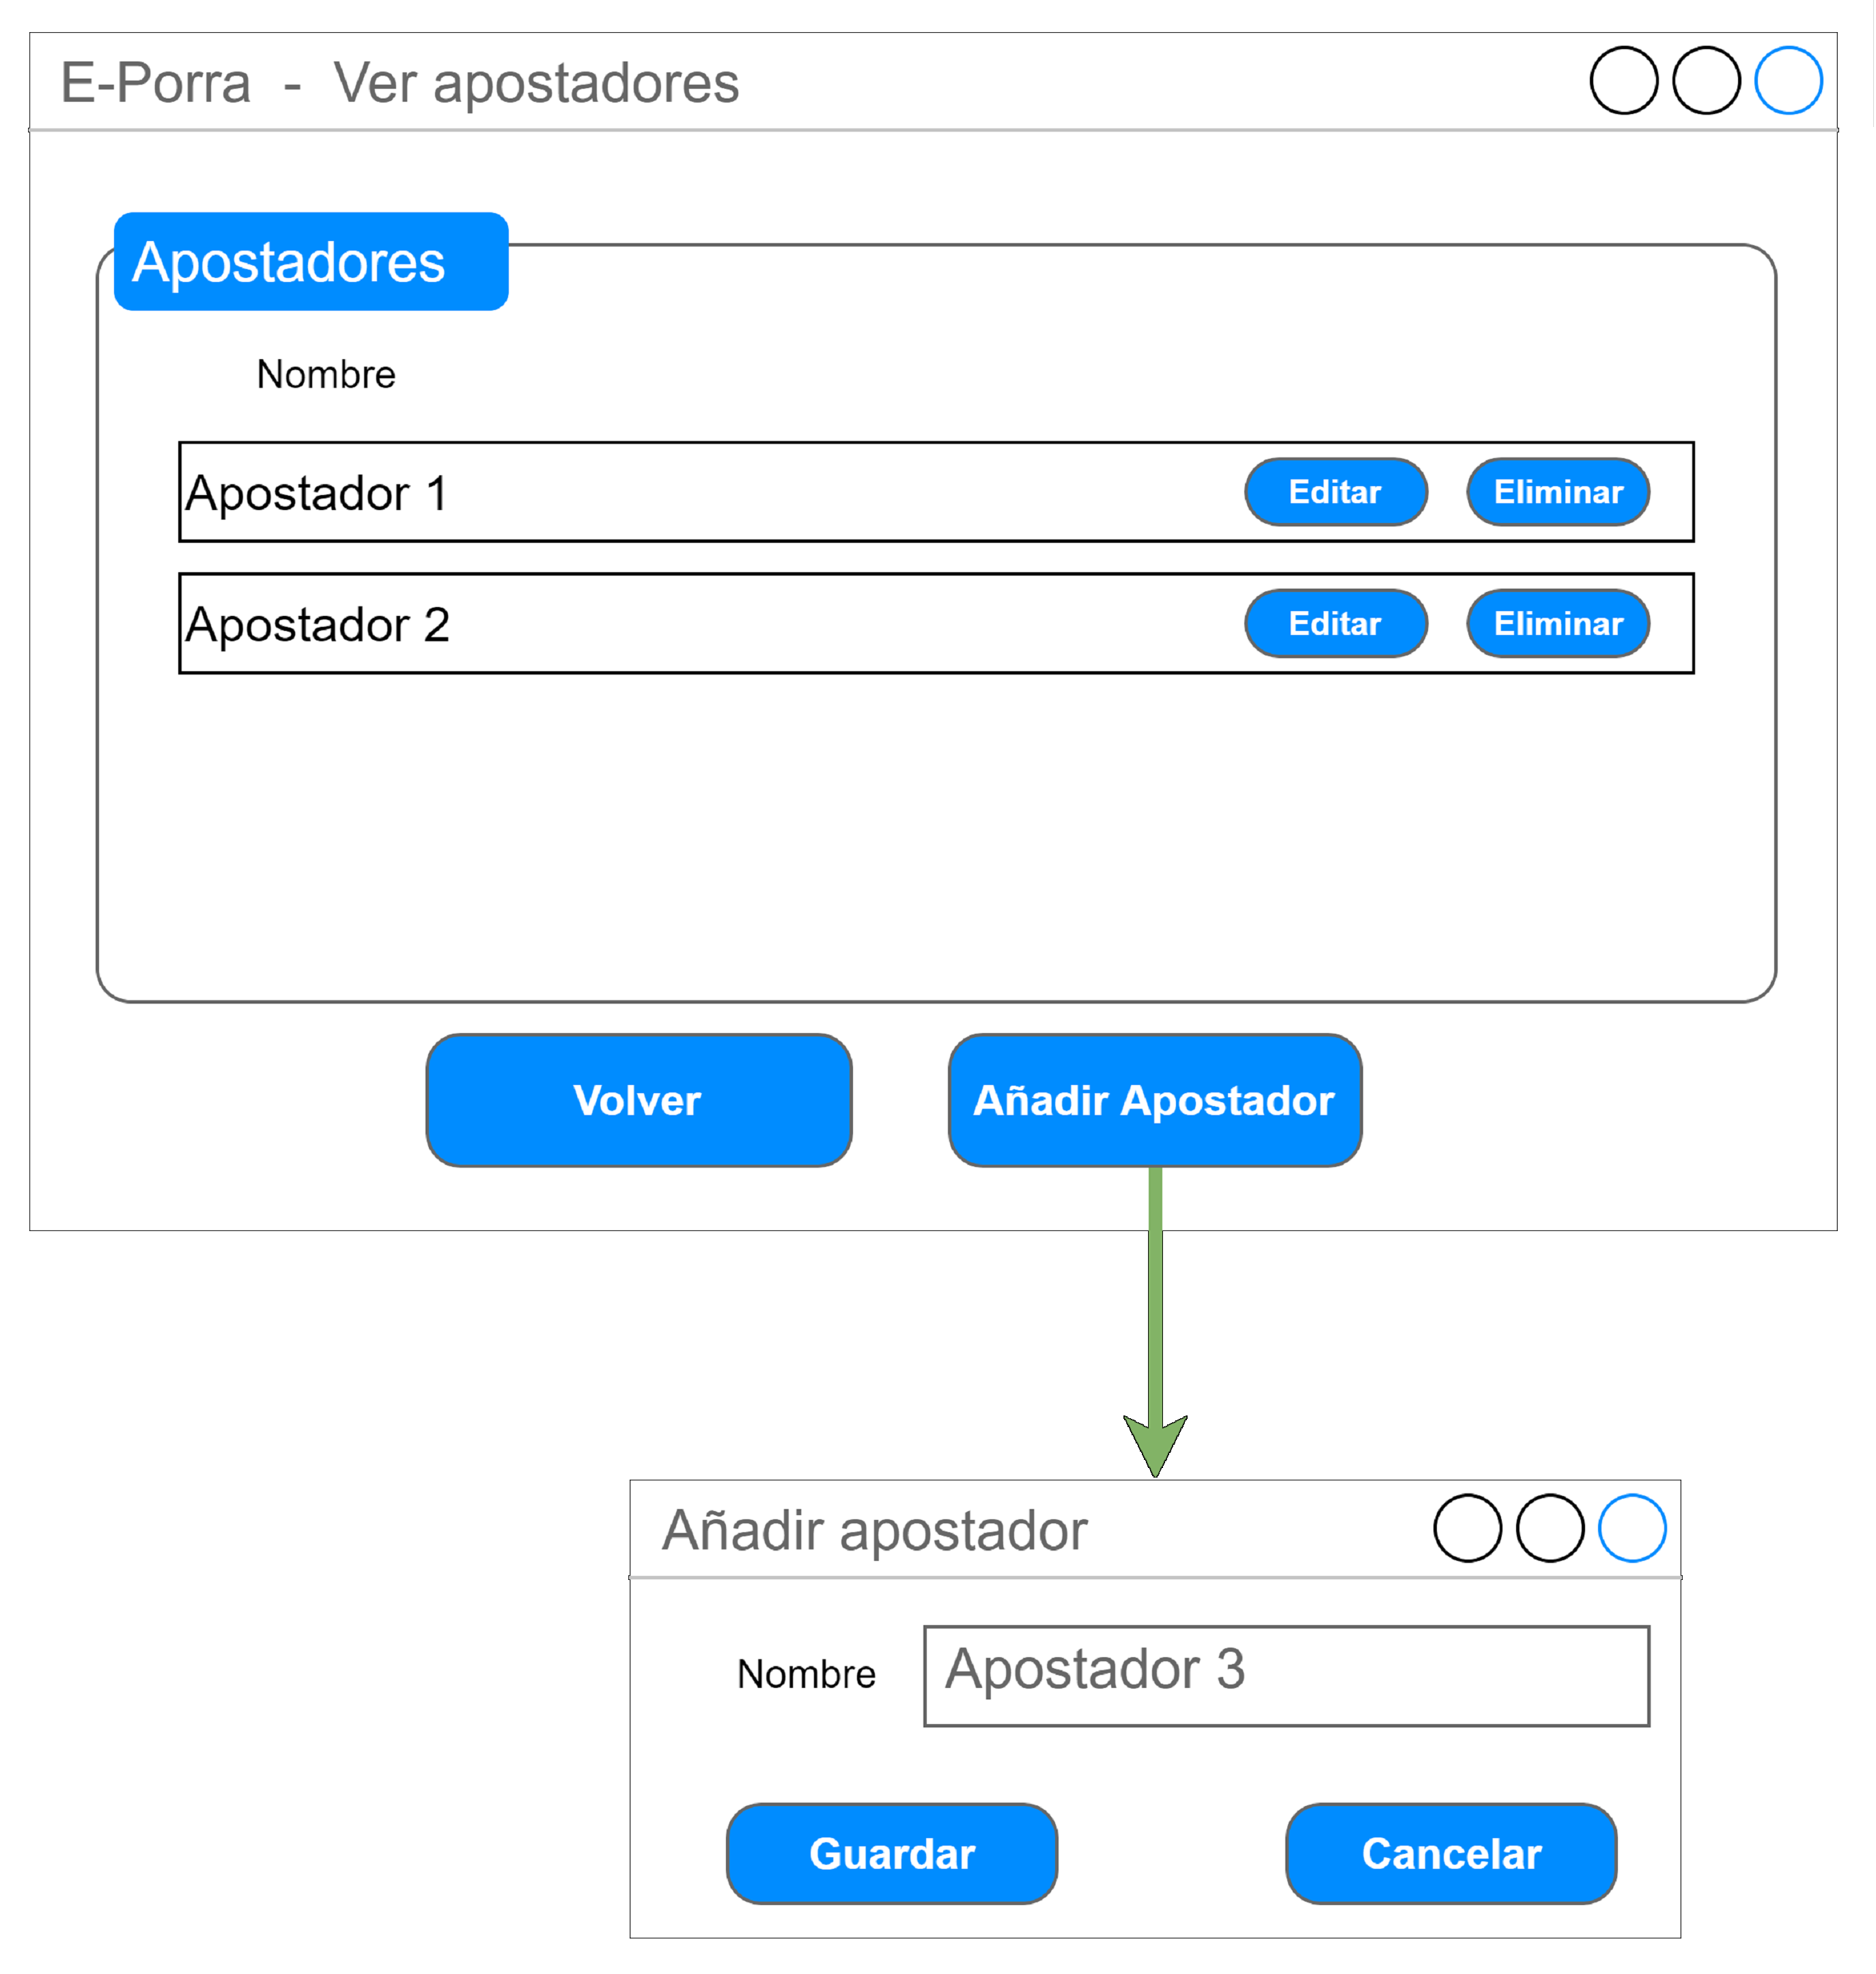 E-Porra - Ver apostadores
Apostadores
Nombre
Apostador 1 Editar Eliminar
Apostador 2 Editar Eliminar
Volver Añadir Apostador
Añadir apostador
Nombre Apostador 3
Guardar Cancelar